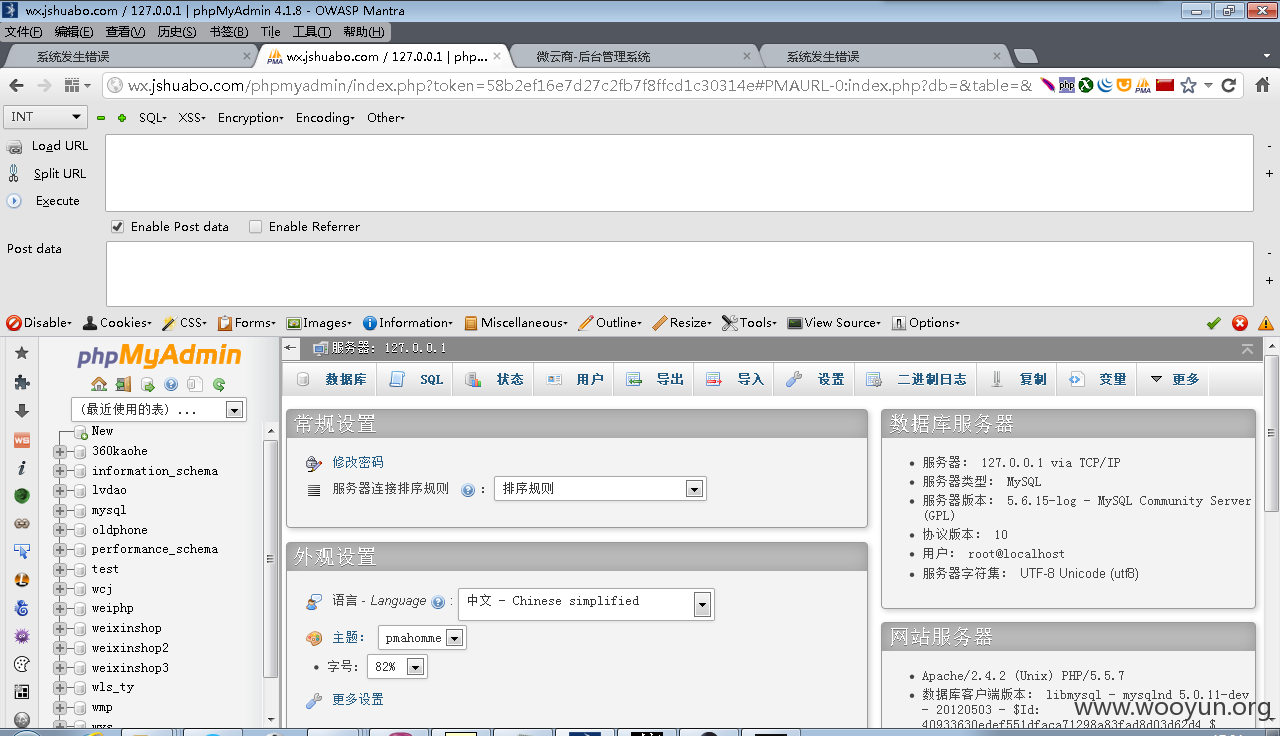 wx.jshuabo.com / 127.0.0.1 | phpMyAdmin 4.1.8 - OWASP Mantra
文件(F) 编辑(E) 查看(V) 历史(S) 书签(B) Tile 工具(T) 帮助(H)
系统发生错误 wx.jshuabo.com / 127.0.0.1 | php... 微云商-后台管理系统 系统发生错误
wx.jshuabo.com/phpmyadmin/index.php?token=58b2ef16e7d27c2fb7f8ffcd1c30314e#PMAURL-0:index.php?db=&table=&
INT SQL XSS Encryption Encoding Other
Load URL
Split URL
Execute
Enable Post data Enable Referrer
Post data
Disable Cookies CSS Forms Images Information Miscellaneous Outline Resize Tools View Source Options
phpMyAdmin
(最近使用的表) ...
New
360kaohe
information_schema
lvdao
mysql
oldphone
performance_schema
test
wcj
weiphp
weixinshop
weixinshop2
weixinshop3
wls_ty
wmp
服务器: 127.0.0.1
数据库 SQL 状态 用户 导出 导入 设置 二进制日志 复制 变量 更多
常规设置
修改密码
服务器连接排序规则 : 排序规则
外观设置
语言 - Language : 中文 - Chinese simplified
主题: pmahomme
字号: 82%
更多设置
数据库服务器
服务器: 127.0.0.1 via TCP/IP
服务器类型: MySQL
服务器版本: 5.6.15-log - MySQL Community Server
(GPL)
协议版本: 10
用户: root@localhost
服务器字符集: UTF-8 Unicode (utf8)
网站服务器
Apache/2.4.2 (Unix) PHP/5.5.7
数据库客户端版本: libmysql - mysqlnd 5.0.11-dev
- 20120503 - $Id:
www.wooyun.org